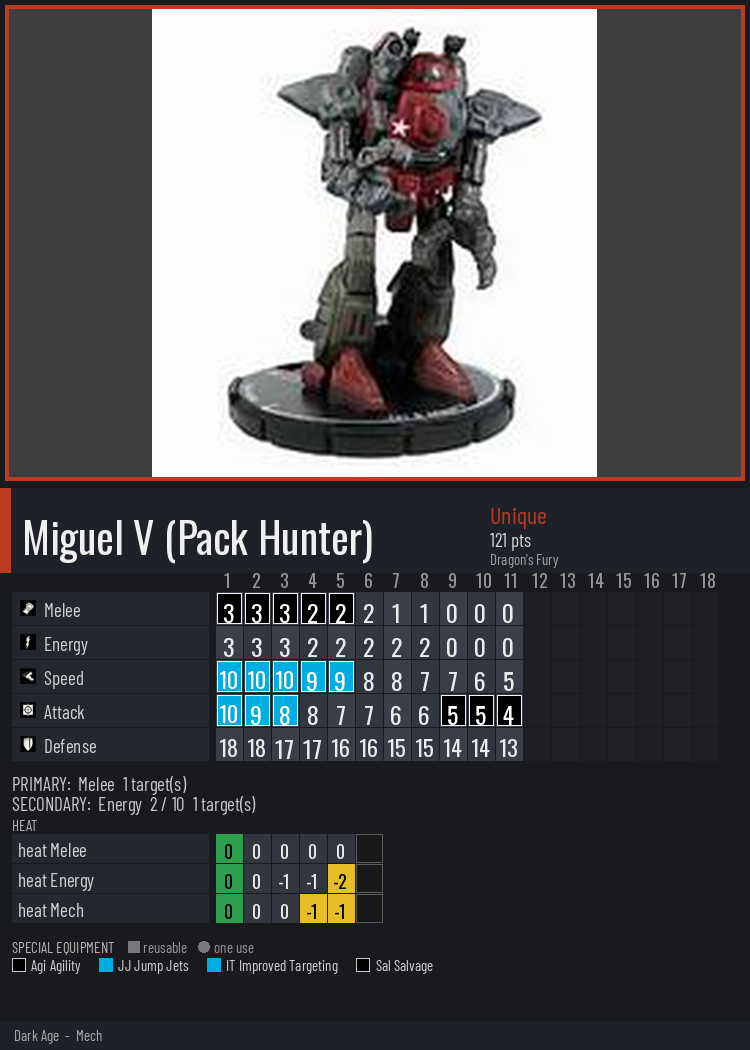 Miguel V (Pack Hunter)
Unique
121 pts
Dragon's Fury
1 2 3 4 5 6 7 8 9 10 11 12 13 14 15 16 17 18
Melee 3 3 3 2 2 2 1 1 0 0 0
Energy 3 3 3 2 2 2 2 2 0 0 0
Speed 10 10 10 9 9 8 8 7 7 6 5
Attack 10 9 8 8 7 7 6 6 5 5 4
Defense 18 18 17 17 16 16 15 15 14 14 13
PRIMARY: Melee 1 target(s)
SECONDARY: Energy 2 / 10 1 target(s)
HEAT
heat Melee 0 0 0 0 0
heat Energy 0 0 -1 -1 -2
heat Mech 0 0 0 -1 -1
SPECIAL EQUIPMENT reusable one use
Agi Agility JJ Jump Jets IT Improved Targeting Sal Salvage
Dark Age - Mech